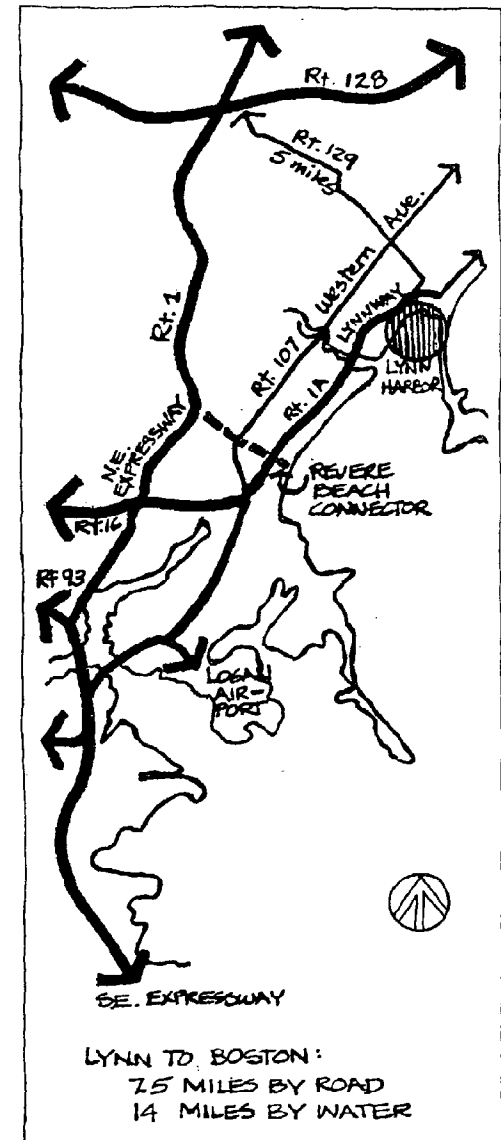 Rt. 128
Rt. 129
5 miles
Western Ave.
Rt. 1
LYNNWAY
Rt. 107
LYNN
HARBOR
Rt. 1A
N.E.
EXPRESSWAY
REVERE
BEACH
CONNECTOR
Rt.16
Rt 93
LOGAN
AIR-
PORT
S.E. EXPRESSWAY
LYNN TO BOSTON:
7.5 MILES BY ROAD
14 MILES BY WATER